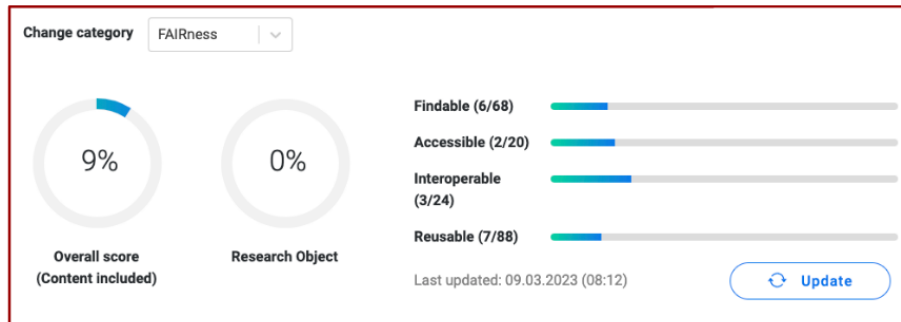 Change category
FAIRness
9%
Overall score
(Content included)
0%
Research Object
Findable (6/68)
Accessible (2/20)
Interoperable
(3/24)
Reusable (7/88)
Last updated: 09.03.2023 (08:12)
Update